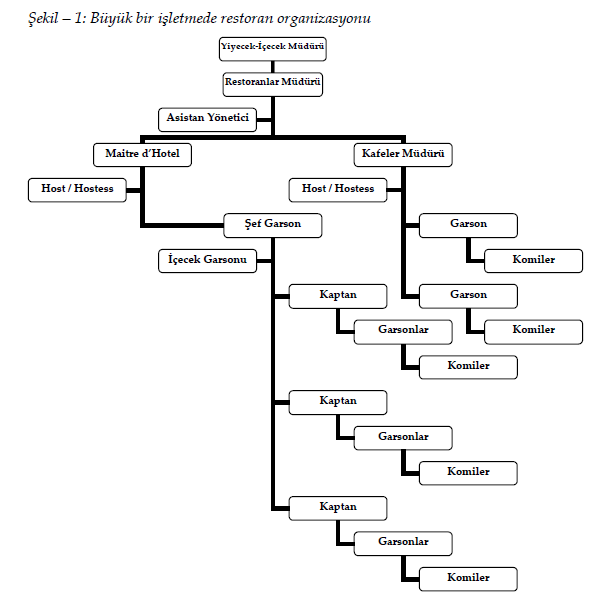 Şekil – 1: Büyük bir işletmede restoran organizasyonu
Yiyecek-İçecek Müdürü
Restoranlar Müdürü
Asistan Yönetici
Maitre d'Hotel
Kafeler Müdürü
Host / Hostess
Host / Hostess
Şef Garson
Garson
İçecek Garsonu
Komiler
Kaptan
Garson
Garsonlar
Komiler
Komiler
Kaptan
Garsonlar
Komiler
Kaptan
Garsonlar
Komiler